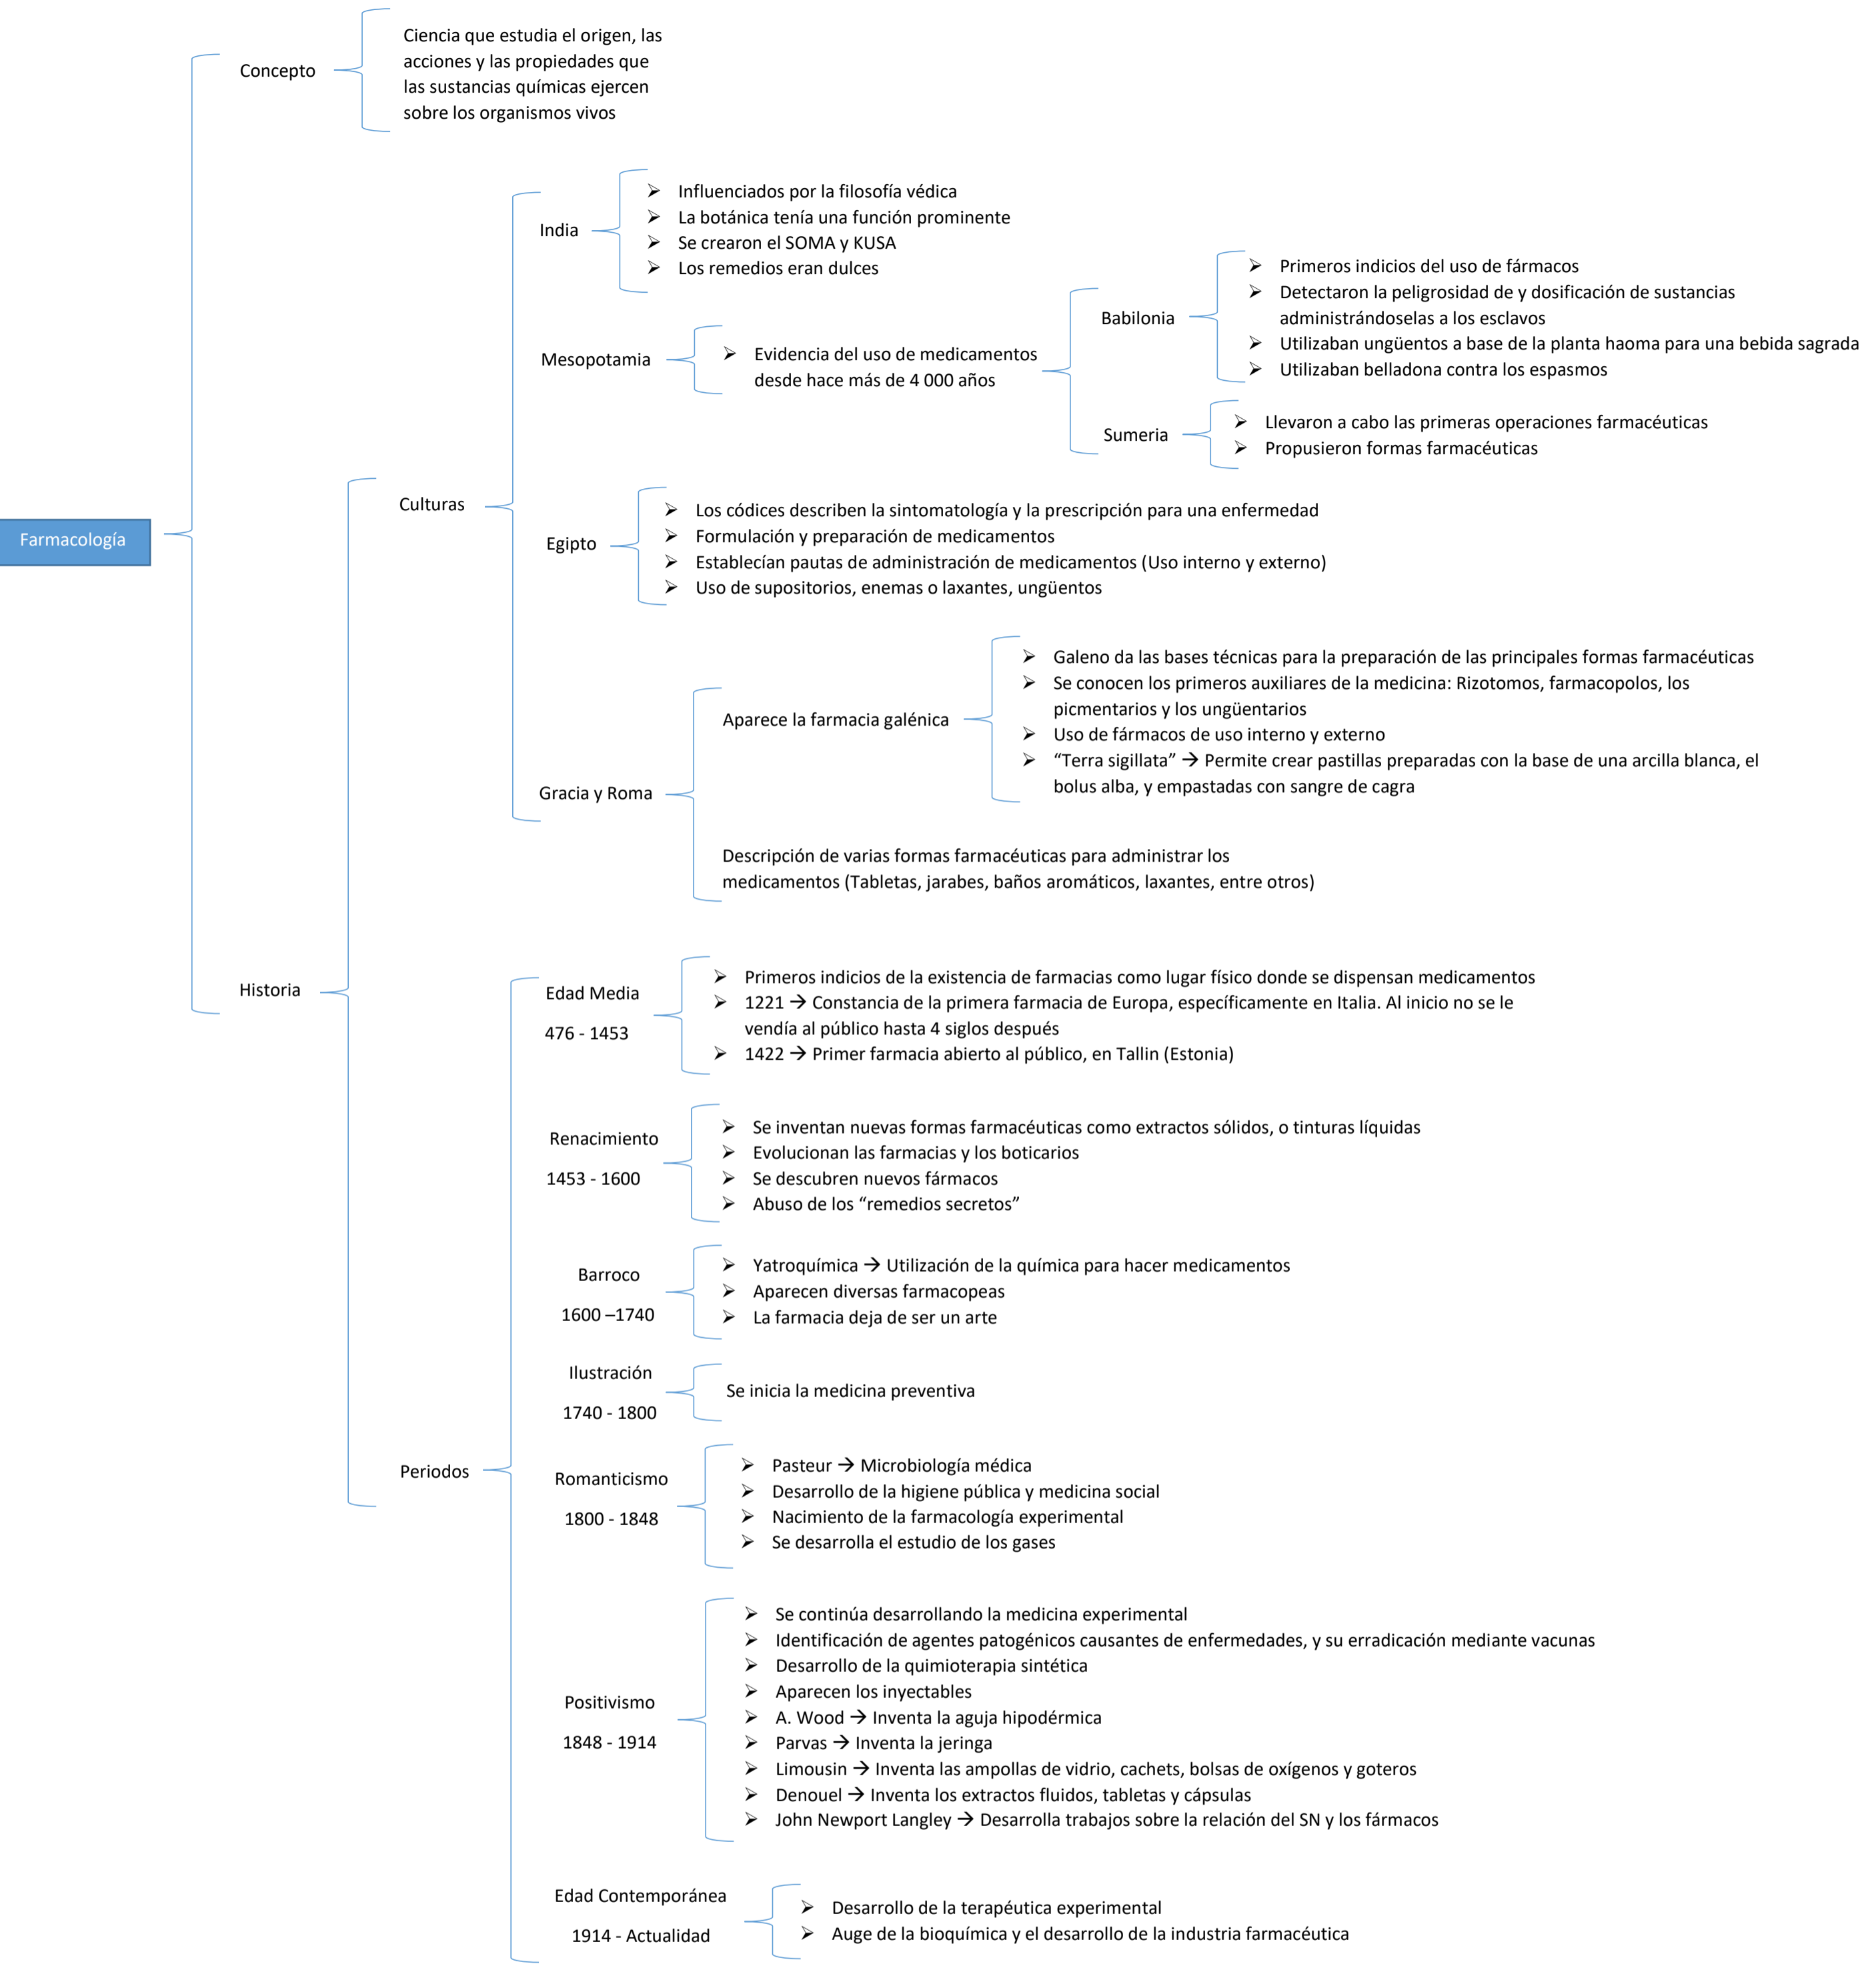 Farmacología
Concepto
Ciencia que estudia el origen, las
acciones y las propiedades que
las sustancias químicas ejercen
sobre los organismos vivos
Historia
Culturas
India
Influenciados por la filosofía védica
La botánica tenía una función prominente
Se crearon el SOMA y KUSA
Los remedios eran dulces
Mesopotamia
Evidencia del uso de medicamentos
desde hace más de 4 000 años
Babilonia
Primeros indicios del uso de fármacos
Detectaron la peligrosidad de y dosificación de sustancias
administrándoselas a los esclavos
Utilizaban ungüentos a base de la planta haoma para una bebida sagrada
Utilizaban belladona contra los espasmos
Sumeria
Llevaron a cabo las primeras operaciones farmacéuticas
Propusieron formas farmacéuticas
Egipto
Los códices describen la sintomatología y la prescripción para una enfermedad
Formulación y preparación de medicamentos
Establecían pautas de administración de medicamentos (Uso interno y externo)
Uso de supositorios, enemas o laxantes, ungüentos
Gracia y Roma
Aparece la farmacia galénica
Galeno da las bases técnicas para la preparación de las principales formas farmacéuticas
Se conocen los primeros auxiliares de la medicina: Rizotomos, farmacopolos, los
picmentarios y los ungüentarios
Uso de fármacos de uso interno y externo
“Terra sigillata” → Permite crear pastillas preparadas con la base de una arcilla blanca, el
bolus alba, y empastadas con sangre de cagra
Descripción de varias formas farmacéuticas para administrar los
medicamentos (Tabletas, jarabes, baños aromáticos, laxantes, entre otros)
Periodos
Edad Media
476 - 1453
Primeros indicios de la existencia de farmacias como lugar físico donde se dispensan medicamentos
1221 → Constancia de la primera farmacia de Europa, específicamente en Italia. Al inicio no se le
vendía al público hasta 4 siglos después
1422 → Primer farmacia abierto al público, en Tallin (Estonia)
Renacimiento
1453 - 1600
Se inventan nuevas formas farmacéuticas como extractos sólidos, o tinturas líquidas
Evolucionan las farmacias y los boticarios
Se descubren nuevos fármacos
Abuso de los “remedios secretos”
Barroco
1600 –1740
Yatroquímica → Utilización de la química para hacer medicamentos
Aparecen diversas farmacopeas
La farmacia deja de ser un arte
Ilustración
1740 - 1800
Se inicia la medicina preventiva
Romanticismo
1800 - 1848
Pasteur → Microbiología médica
Desarrollo de la higiene pública y medicina social
Nacimiento de la farmacología experimental
Se desarrolla el estudio de los gases
Positivismo
1848 - 1914
Se continúa desarrollando la medicina experimental
Identificación de agentes patogénicos causantes de enfermedades, y su erradicación mediante vacunas
Desarrollo de la quimioterapia sintética
Aparecen los inyectables
A. Wood → Inventa la aguja hipodérmica
Parvas → Inventa la jeringa
Limousin → Inventa las ampollas de vidrio, cachets, bolsas de oxígenos y goteros
Denouel → Inventa los extractos fluidos, tabletas y cápsulas
John Newport Langley → Desarrolla trabajos sobre la relación del SN y los fármacos
Edad Contemporánea
1914 - Actualidad
Desarrollo de la terapéutica experimental
Auge de la bioquímica y el desarrollo de la industria farmacéutica